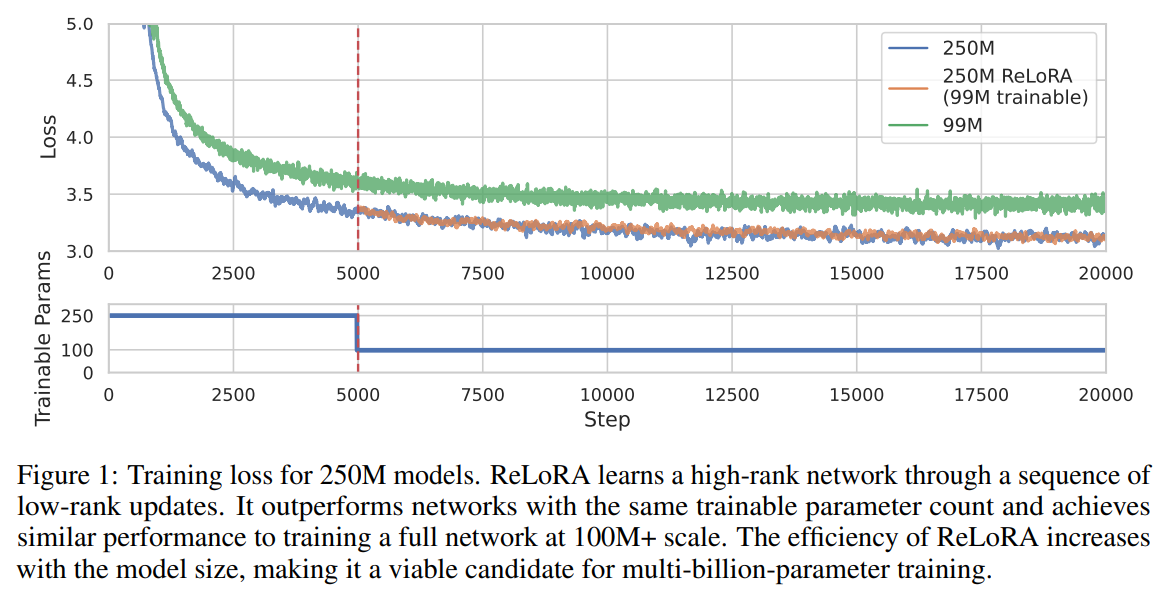 5.0
4.5
4.0
3.5
3.0
Loss
250M
250M ReLoRA
(99M trainable)
99M
0 2500 5000 7500 10000 12500 15000 17500 20000
250
100
0
Trainable Params
0 2500 5000 7500 10000 12500 15000 17500 20000
Step
Figure 1: Training loss for 250M models. ReLoRA learns a high-rank network through a sequence of
low-rank updates. It outperforms networks with the same trainable parameter count and achieves
similar performance to training a full network at 100M+ scale. The efficiency of ReLoRA increases
with the model size, making it a viable candidate for multi-billion-parameter training.